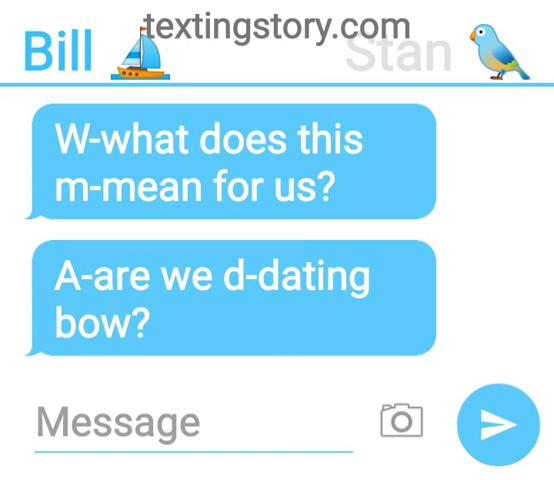 textingstory.com
Bill Stan
W-what does this
m-mean for us?
A-are we d-dating
bow?
Message